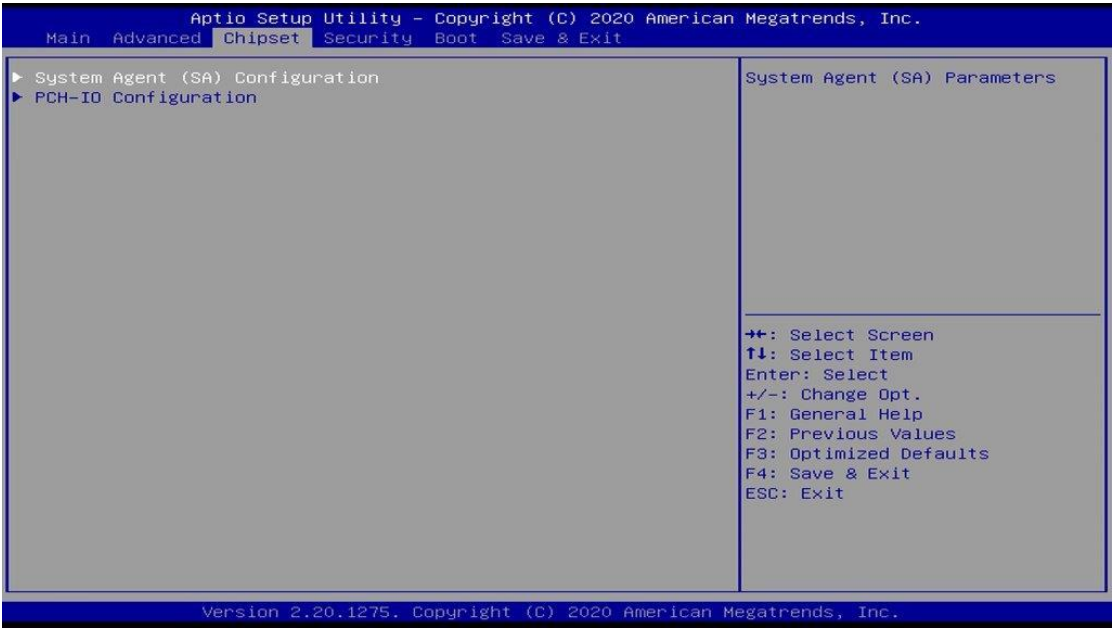 Aptio Setup Utility – Copyright (C) 2020 American Megatrends, Inc.
Main Advanced Chipset Security Boot Save & Exit
▶ System Agent (SA) Configuration
▶ PCH-IO Configuration
System Agent (SA) Parameters
→←: Select Screen
↑↓: Select Item
Enter: Select
+/-: Change Opt.
F1: General Help
F2: Previous Values
F3: Optimized Defaults
F4: Save & Exit
ESC: Exit
Version 2.20.1275. Copyright (C) 2020 American Megatrends, Inc.